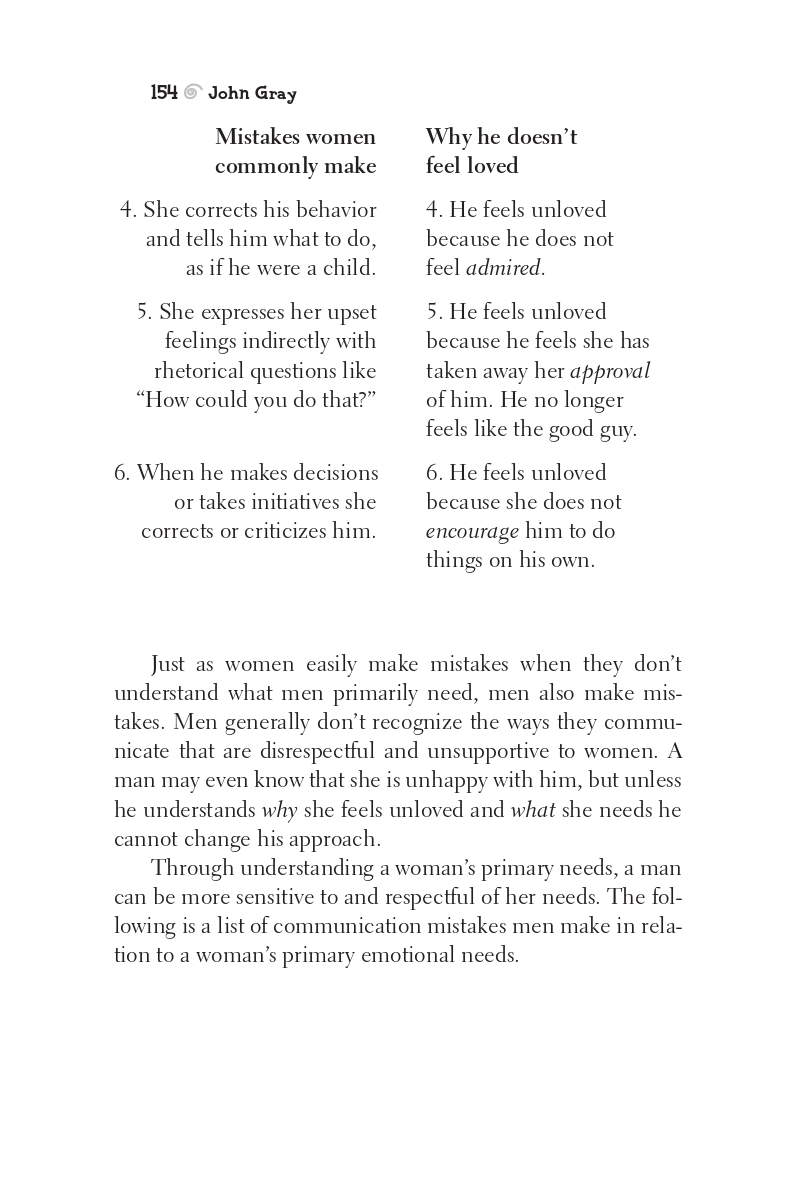 154 John Gray
Mistakes women
commonly make
Why he doesn’t
feel loved
4. She corrects his behavior
and tells him what to do,
as if he were a child.
4. He feels unloved
because he does not
feel admired.
5. She expresses her upset
feelings indirectly with
rhetorical questions like
“How could you do that?”
5. He feels unloved
because he feels she has
taken away her approval
of him. He no longer
feels like the good guy.
6. When he makes decisions
or takes initiatives she
corrects or criticizes him.
6. He feels unloved
because she does not
encourage him to do
things on his own.
Just as women easily make mistakes when they don’t
understand what men primarily need, men also make mis-
takes. Men generally don’t recognize the ways they commu-
nicate that are disrespectful and unsupportive to women. A
man may even know that she is unhappy with him, but unless
he understands why she feels unloved and what she needs he
cannot change his approach.
Through understanding a woman’s primary needs, a man
can be more sensitive to and respectful of her needs. The fol-
lowing is a list of communication mistakes men make in rela-
tion to a woman’s primary emotional needs.